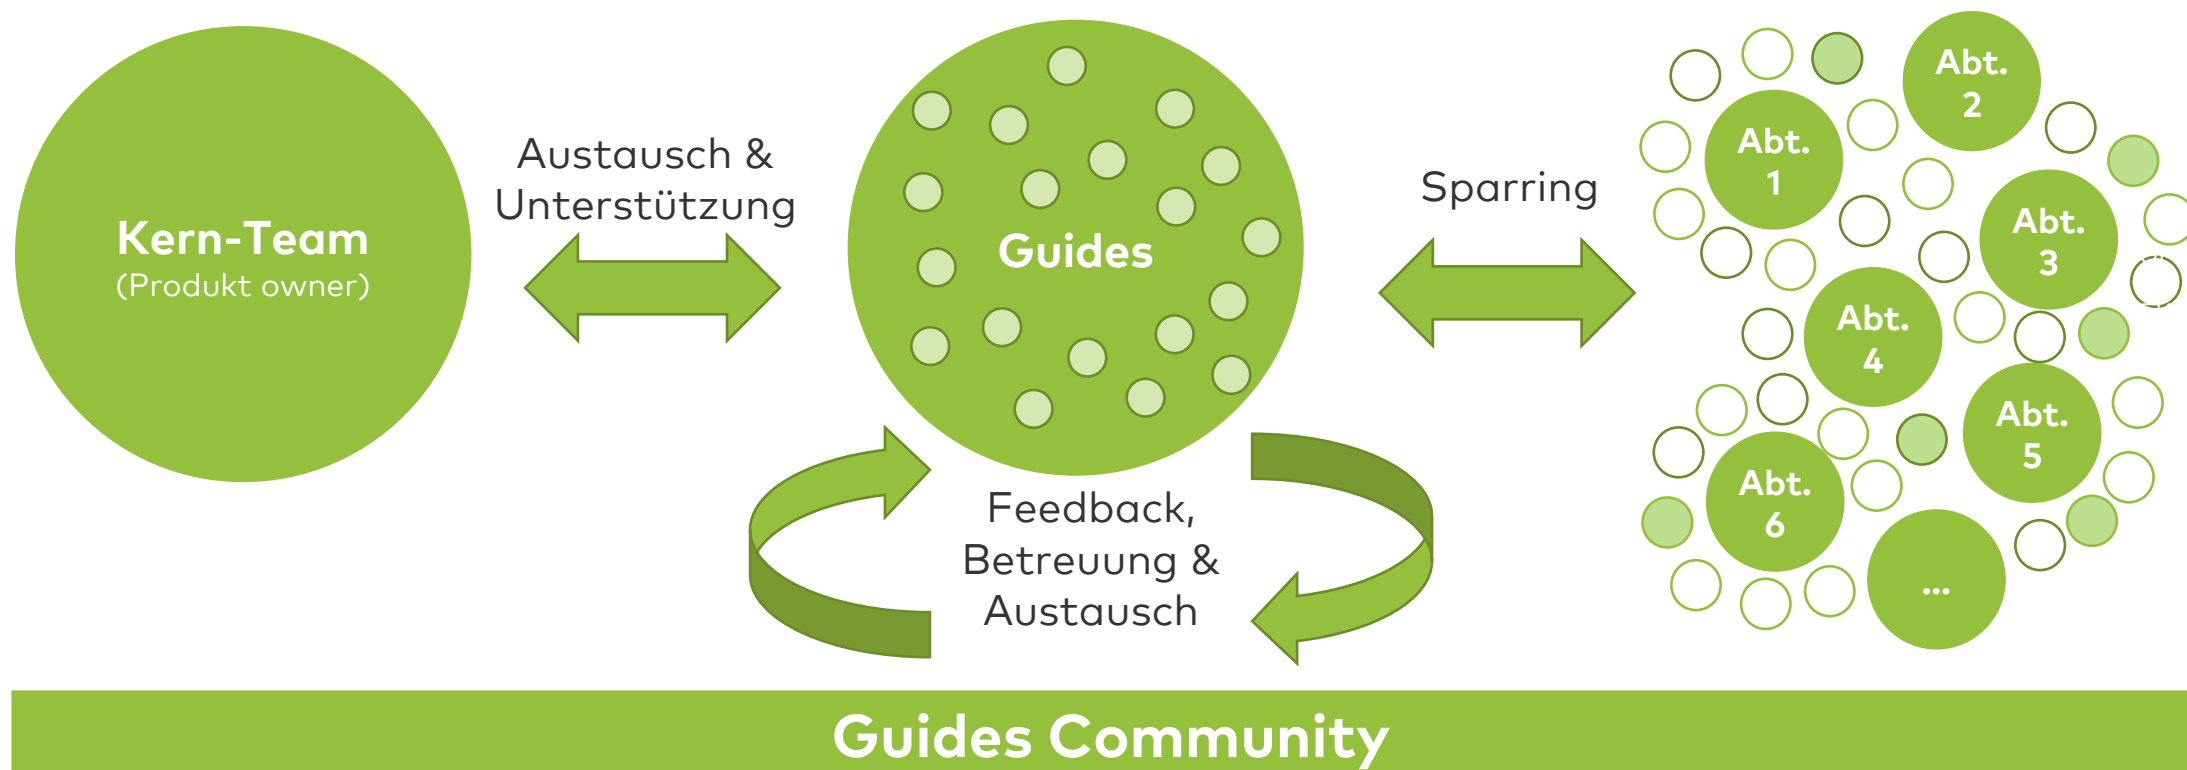 Kern-Team
(Produkt owner)
Austausch &
Unterstützung
Guides
Sparring
Feedback,
Betreuung &
Austausch
Abt.
1
Abt.
2
Abt.
3
Abt.
4
Abt.
5
Abt.
6
...
Guides Community